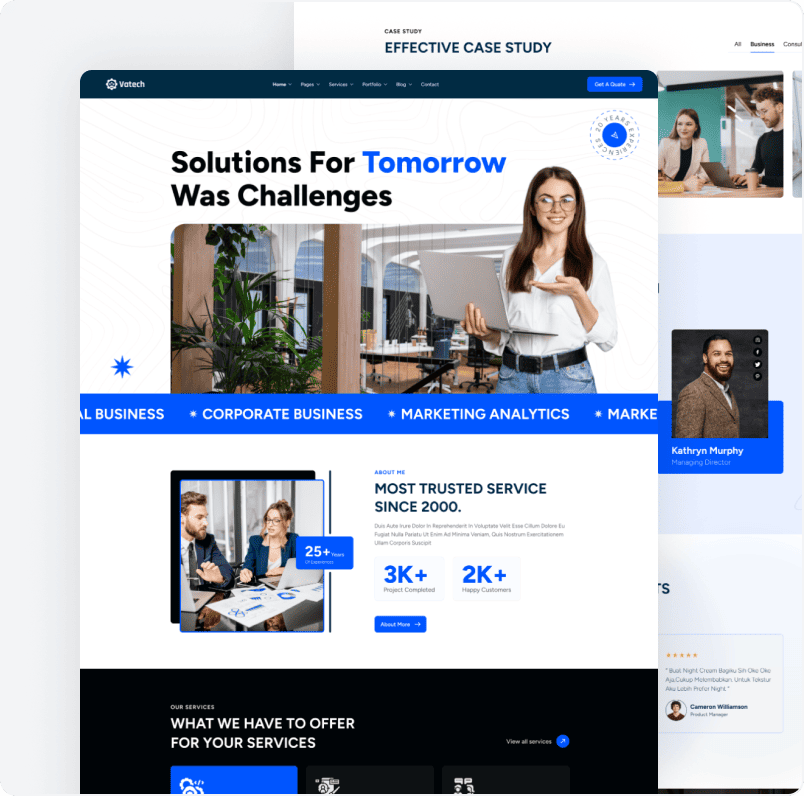 CASE STUDY
EFFECTIVE CASE STUDY
All Business Consul
Vatech
Home Pages Services Portfolio Blog Contact
Get A Quote
20 YEARS EXPERIENCES
Solutions For Tomorrow
Was Challenges
AL BUSINESS CORPORATE BUSINESS MARKETING ANALYTICS MARKE
Kathryn Murphy
Managing Director
ABOUT ME
MOST TRUSTED SERVICE
SINCE 2000.
Duis Aute Irure Dolor In Reprehenderit In Voluptate Velit Esse Cillum Dolore Eu
Fugiat Nulla Pariatu Ut Enim Ad Minima Veniam, Quis Nostrum Exercitationem
Ullam Corporis Suscipit
25+ Years
Of Experiences
3K+
Project Completed
2K+
Happy Customers
About More
TS
" Buat Night Cream Bagiku Sih Oke Oke
Aja,Cukup Melembabkan. Untuk Tekstur
Aku Lebih Prefer Night "
Cameron Williamson
Product Manager
OUR SERVICES
WHAT WE HAVE TO OFFER
FOR YOUR SERVICES
View all services